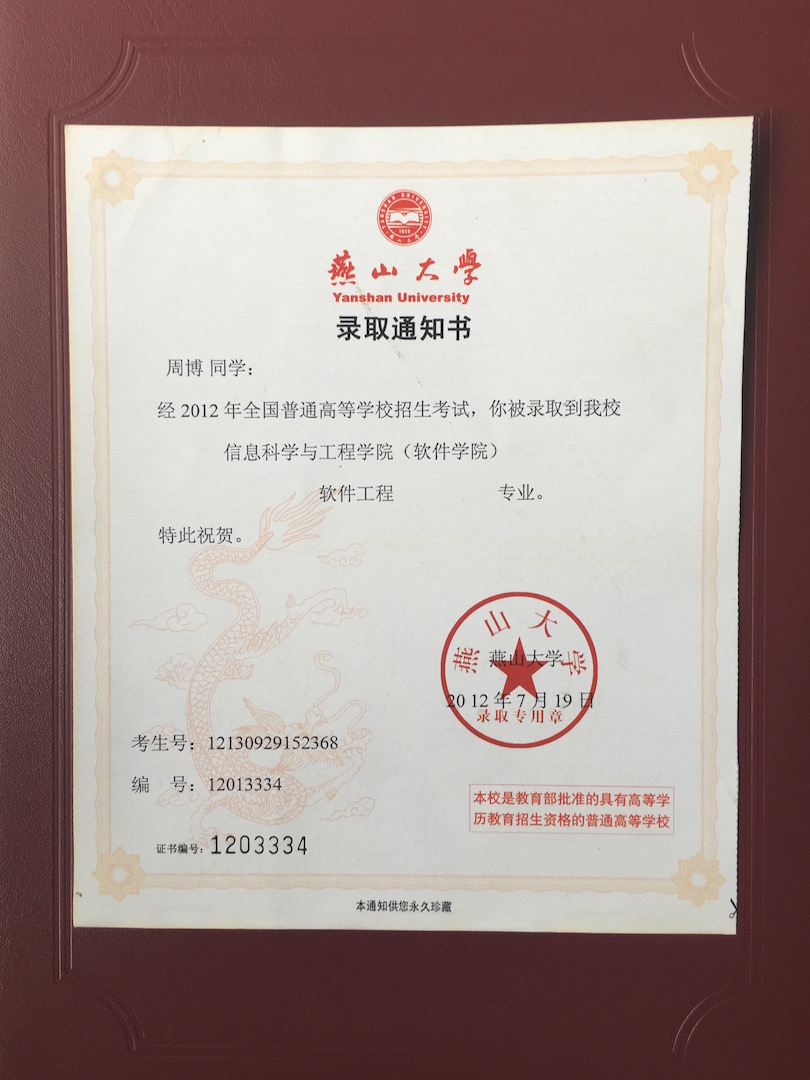 YANSHAN UNIVERSITY
燕山大學
Yanshan University
录取通知书
周博 同学：
经 2012 年全国普通高等学校招生考试，你被录取到我校
信息科学与工程学院（软件学院）
软件工程 专业。
特此祝贺。
燕山大学
燕山大学
2012 年 7 月 19 日
录取专用章
考生号：12130929152368
编 号：12013334
本校是教育部批准的具有高等学
历教育招生资格的普通高等学校
证书编号：1203334
本通知供您永久珍藏